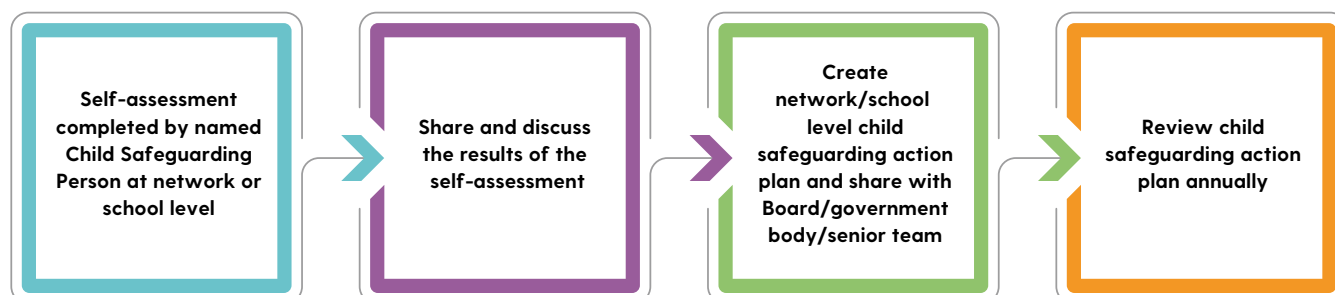 Self-assessment
completed by named
Child Safeguarding
Person at network or
school level
Share and discuss
the results of the
self-assessment
Create
network/school
level child
safeguarding action
plan and share with
Board/government
body/senior team
Review child
safeguarding action
plan annually